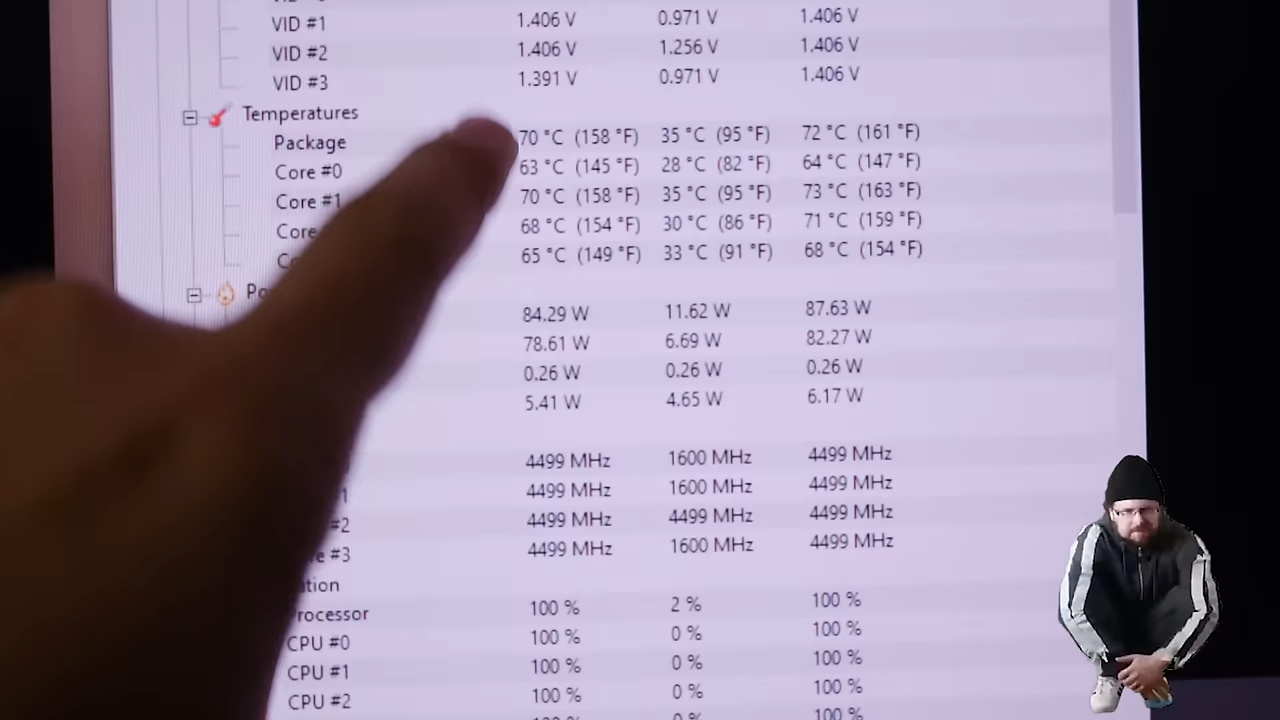 VID #1 1.406 V 0.971 V 1.406 V
VID #2 1.406 V 1.256 V 1.406 V
VID #3 1.391 V 0.971 V 1.406 V
Temperatures
Package 70 °C (158 °F) 35 °C (95 °F) 72 °C (161 °F)
Core #0 63 °C (145 °F) 28 °C (82 °F) 64 °C (147 °F)
Core #1 70 °C (158 °F) 35 °C (95 °F) 73 °C (163 °F)
Core 68 °C (154 °F) 30 °C (86 °F) 71 °C (159 °F)
65 °C (149 °F) 33 °C (91 °F) 68 °C (154 °F)
84.29 W 11.62 W 87.63 W
78.61 W 6.69 W 82.27 W
0.26 W 0.26 W 0.26 W
5.41 W 4.65 W 6.17 W
4499 MHz 1600 MHz 4499 MHz
4499 MHz 1600 MHz 4499 MHz
#2 4499 MHz 4499 MHz 4499 MHz
#3 4499 MHz 1600 MHz 4499 MHz
Processor 100 % 2 % 100 %
CPU #0 100 % 0 % 100 %
CPU #1 100 % 0 % 100 %
CPU #2 100 % 0 % 100 %